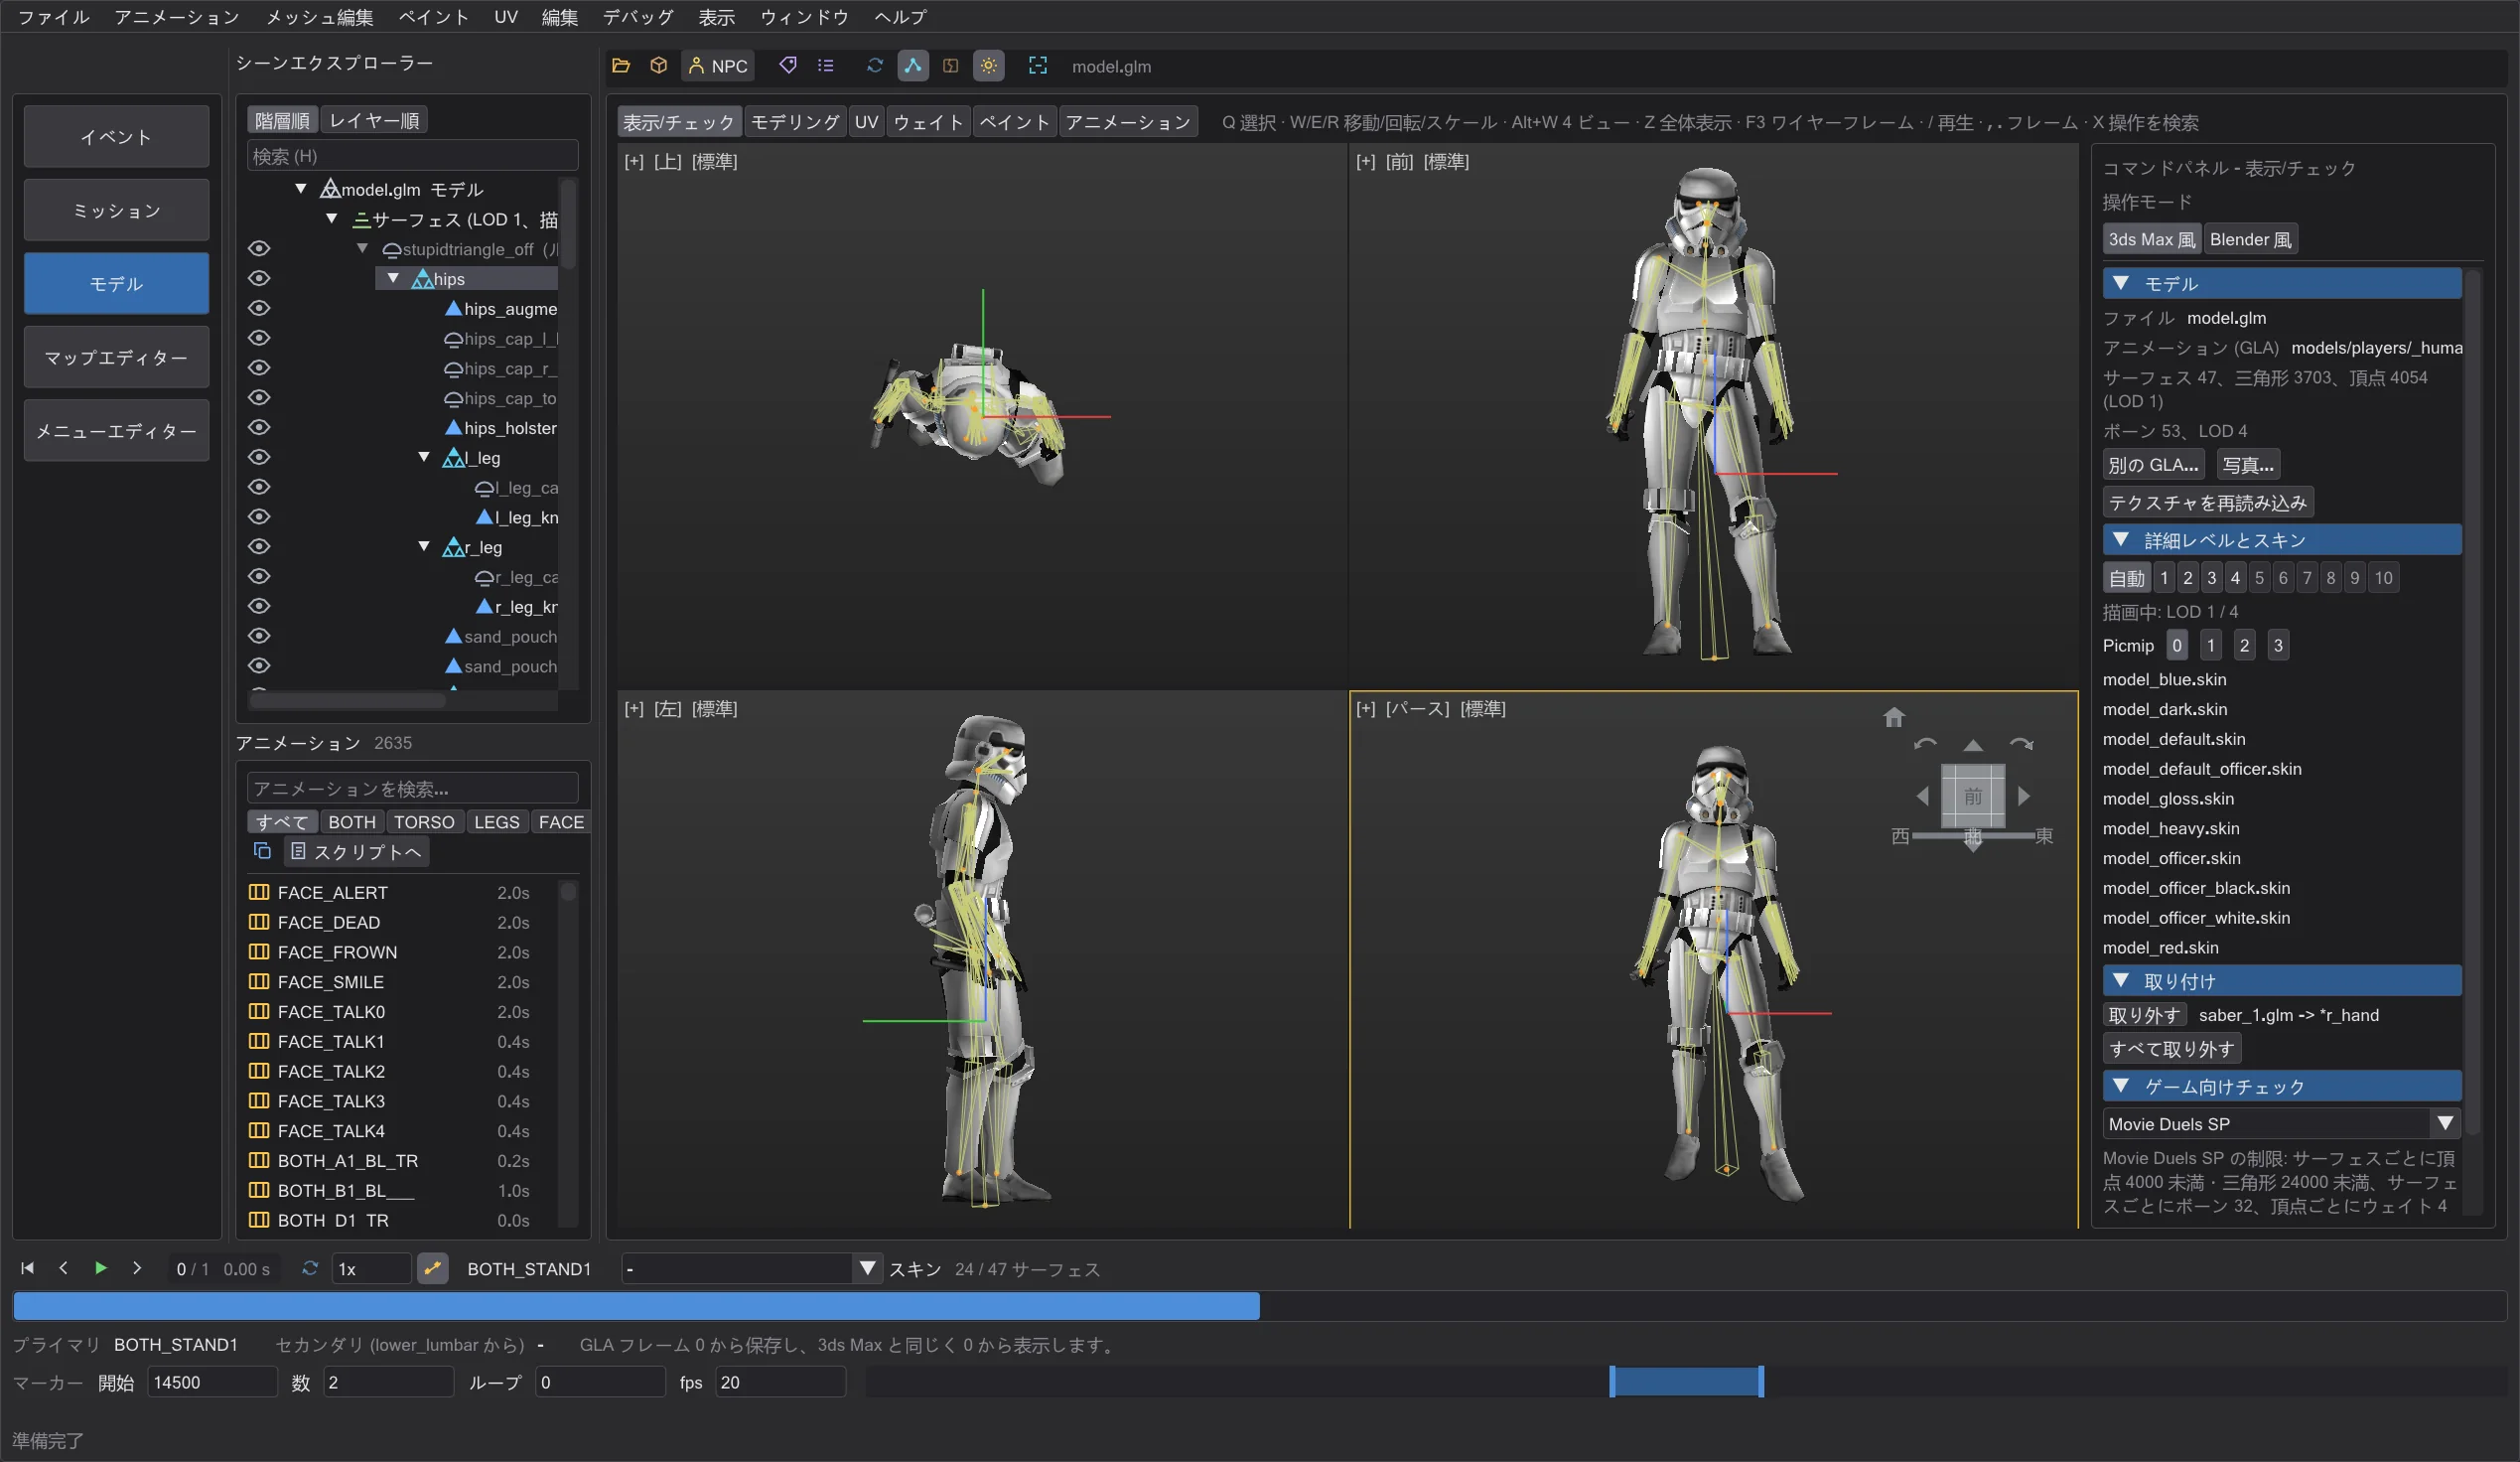 ファイル アニメーション メッシュ編集 ペイント UV 編集 デバッグ 表示 ウィンドウ ヘルプ
シーンエクスプローラー
NPC model.glm
イベント
ミッション
モデル
マップエディター
メニューエディター
階層順 レイヤー順
検索 (H)
model.glm モデル
サーフェス (LOD 1、描
stupidtriangle_off
hips
hips_augme
hips_cap_l_
hips_cap_r_
hips_cap_to
hips_holster
l_leg
l_leg_ca
l_leg_kn
r_leg
r_leg_ca
r_leg_kn
sand_pouch
sand_pouch
アニメーション 2635
アニメーションを検索...
すべて BOTH TORSO LEGS FACE
スクリプトへ
FACE_ALERT 2.0s
FACE_DEAD 2.0s
FACE_FROWN 2.0s
FACE_SMILE 2.0s
FACE_TALK0 2.0s
FACE_TALK1 0.4s
FACE_TALK2 0.4s
FACE_TALK3 0.4s
FACE_TALK4 0.4s
BOTH_A1_BL_TR 0.2s
BOTH_B1_BL___ 1.0s
BOTH_D1_TR 0.0s
表示/チェック モデリング UV ウェイト ペイント アニメーション Q 選択 · W/E/R 移動/回転/スケール · Alt+W 4 ビュー · Z 全体表示 · F3 ワイヤーフレーム · / 再生 · , . フレーム · X 操作を検索
[+] [上] [標準]
[+] [前] [標準]
[+] [左] [標準]
[+] [パース] [標準]
前
西 東
コマンドパネル - 表示/チェック
操作モード
3ds Max 風 Blender 風
モデル
ファイル model.glm
アニメーション (GLA) models/players/_huma
サーフェス 47、三角形 3703、頂点 4054
(LOD 1)
ボーン 53、LOD 4
別の GLA... 写真...
テクスチャを再読み込み
詳細レベルとスキン
自動 1 2 3 4 5 6 7 8 9 10
描画中: LOD 1 / 4
Picmip 0 1 2 3
model_blue.skin
model_dark.skin
model_default.skin
model_default_officer.skin
model_gloss.skin
model_heavy.skin
model_officer.skin
model_officer_black.skin
model_officer_white.skin
model_red.skin
取り付け
取り外す saber_1.glm -> *r_hand
すべて取り外す
ゲーム向けチェック
Movie Duels SP
Movie Duels SP の制限: サーフェスごとに頂
点 4000 未満・三角形 24000 未満、サーフェ
スごとにボーン 32、頂点ごとにウェイト 4
0 / 1 0.00 s 1x BOTH_STAND1 - スキン 24 / 47 サーフェス
プライマリ BOTH_STAND1 セカンダリ (lower_lumbar から) - GLA フレーム 0 から保存し、3ds Max と同じく 0 から表示します。
マーカー 開始 14500 数 2 ループ 0 fps 20
準備完了